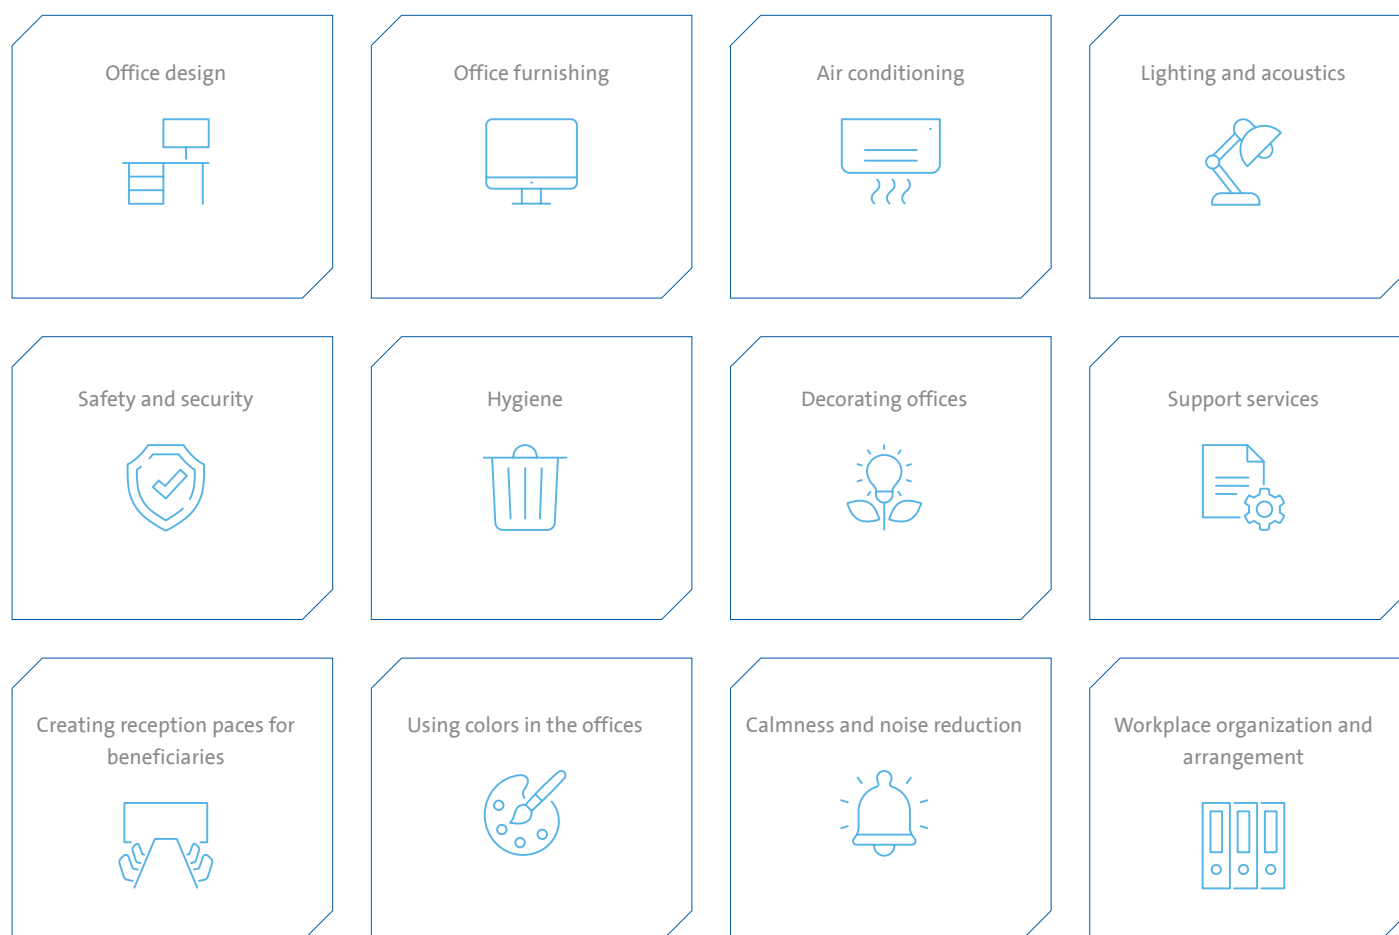 Office design
Office furnishing
Air conditioning
Lighting and acoustics
Safety and security
Hygiene
Decorating offices
Support services
Creating reception paces for
beneficiaries
Using colors in the offices
Calmness and noise reduction
Workplace organization and
arrangement